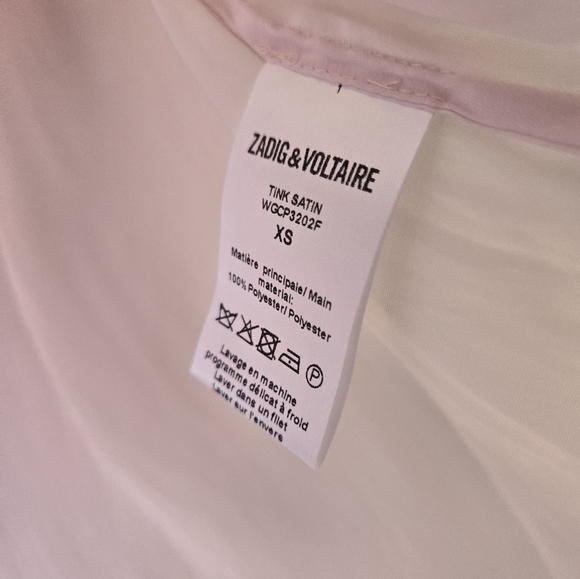 ZADIG & VOLTAIRE
TINK SATIN
WGCP3202F
XS
Matière principale/ Main
material:
100% Polyester/ Polyester
P
Lavage en machine
programme délicat à froid
Laver dans un filet
Laver sur l'envers